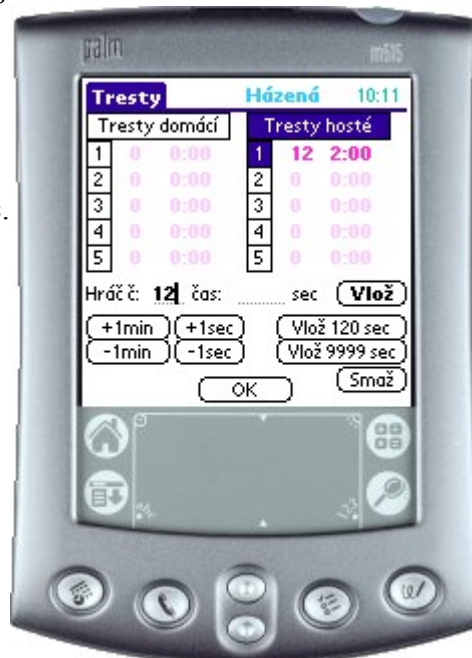 palm m515
Tresty Házená 10:11
Tresty domácí Tresty hosté
1 0 0:00 1 12 2:00
2 0 0:00 2 0 0:00
3 0 0:00 3 0 0:00
4 0 0:00 4 0 0:00
5 0 0:00 5 0 0:00
Hráč č: 12 čas: sec Vlož
+1min +1sec Vlož 120 sec
-1min -1sec Vlož 9999 sec
OK Smaž